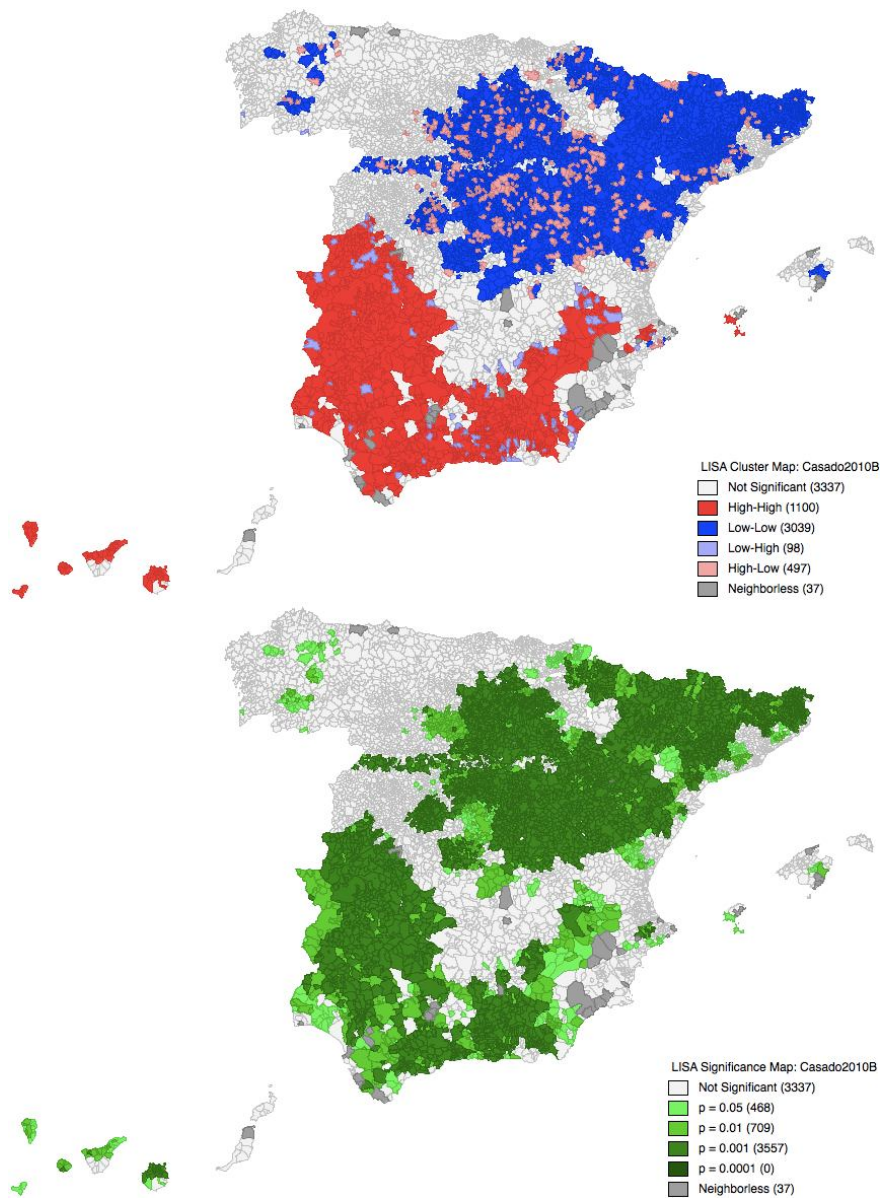 LISA Cluster Map: Casado2010B
Not Significant (3337)
High-High (1100)
Low-Low (3039)
Low-High (98)
High-Low (497)
Neighborless (37)
LISA Significance Map: Casado2010B
Not Significant (3337)
p = 0.05 (468)
p = 0.01 (709)
p = 0.001 (3557)
p = 0.0001 (0)
Neighborless (37)